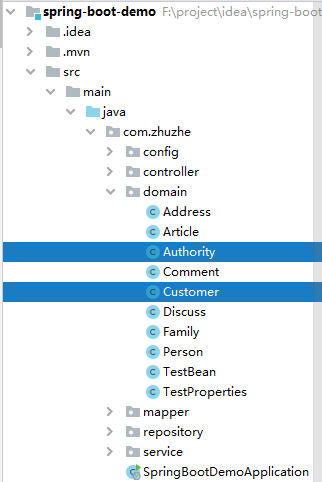 spring-boot-demo F:\project\idea\spring-boot
.idea
.mvn
src
main
java
com.zhuzhe
config
controller
domain
Address
Article
Authority
Comment
Customer
Discuss
Family
Person
TestBean
TestProperties
mapper
repository
service
SpringBootDemoApplication